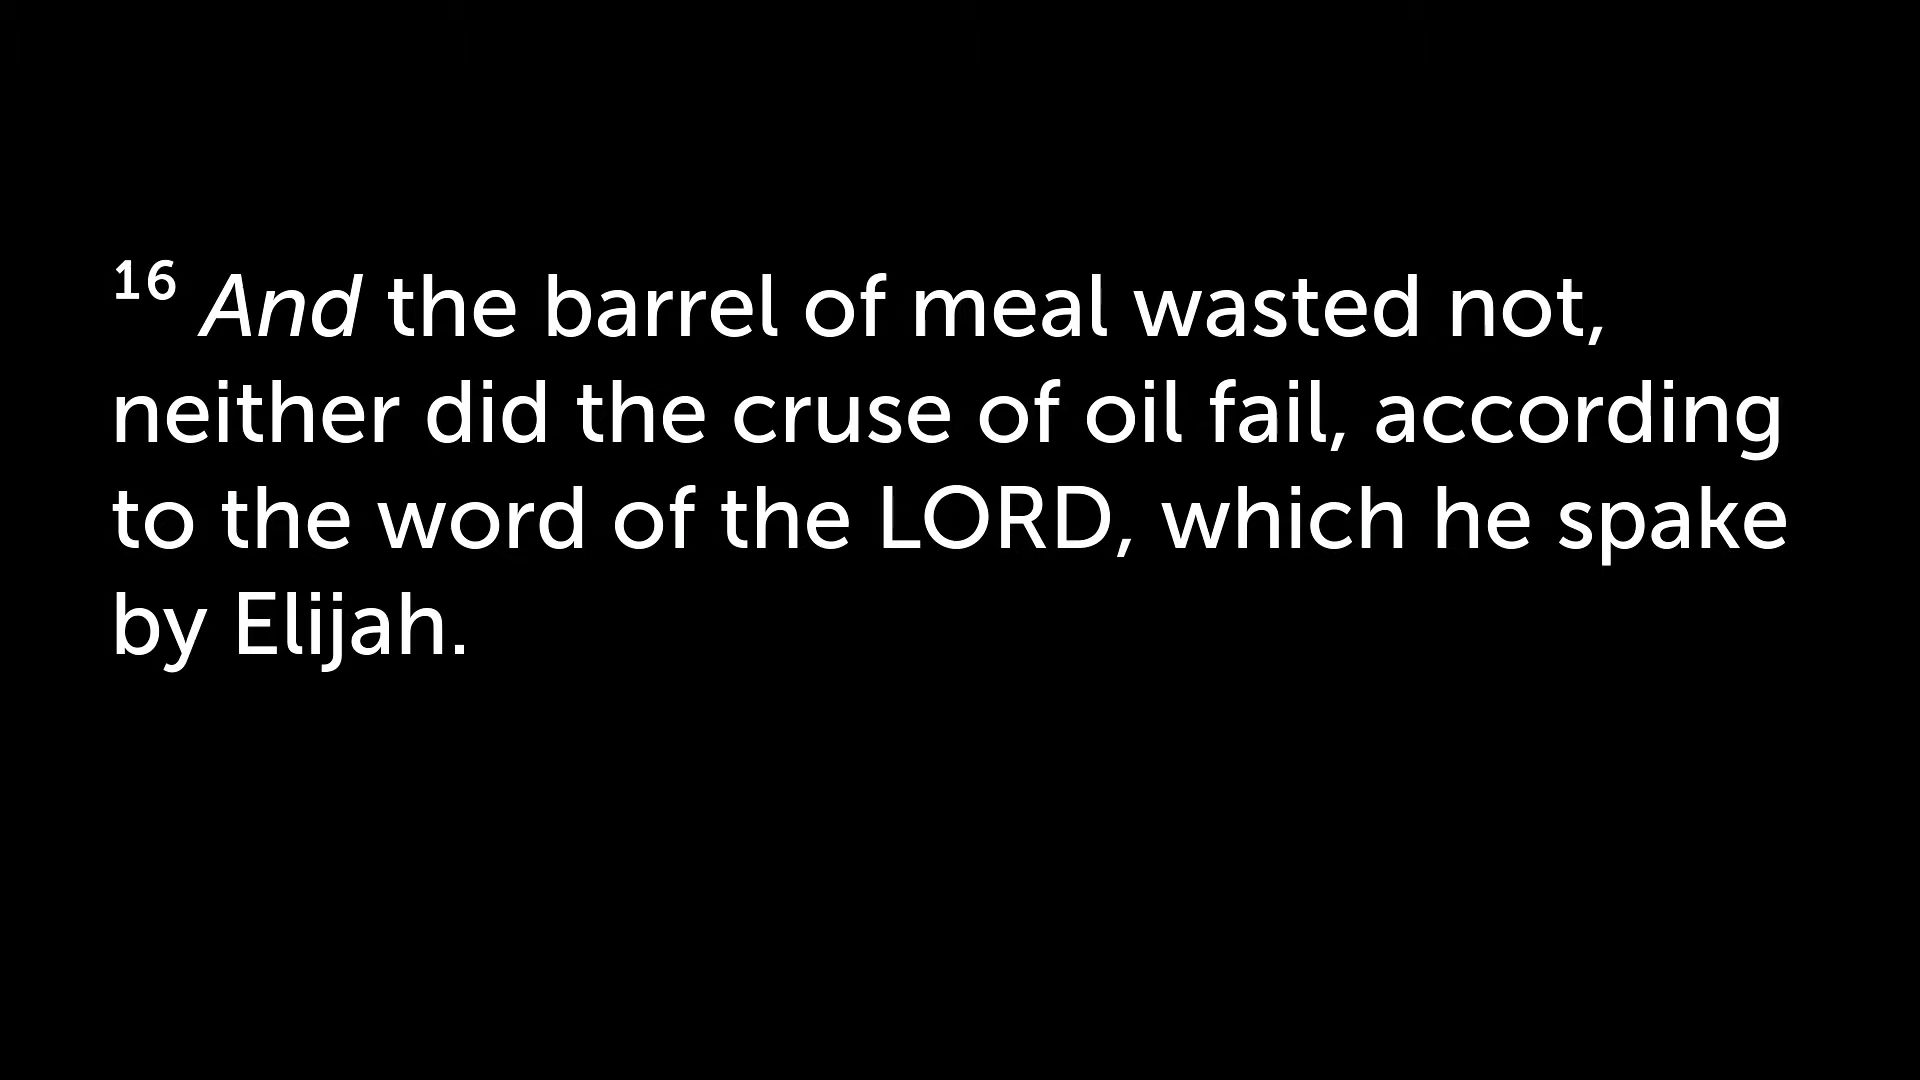 16 And the barrel of meal wasted not,
neither did the cruse of oil fail, according
to the word of the LORD, which he spake
by Elijah.